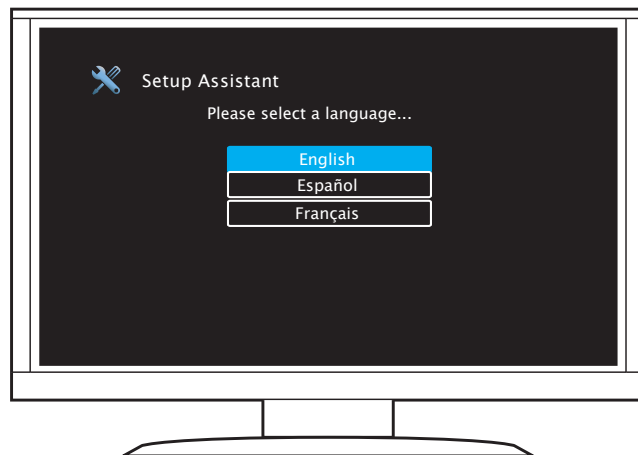 Setup Assistant
Please select a language...
English
Español
Français